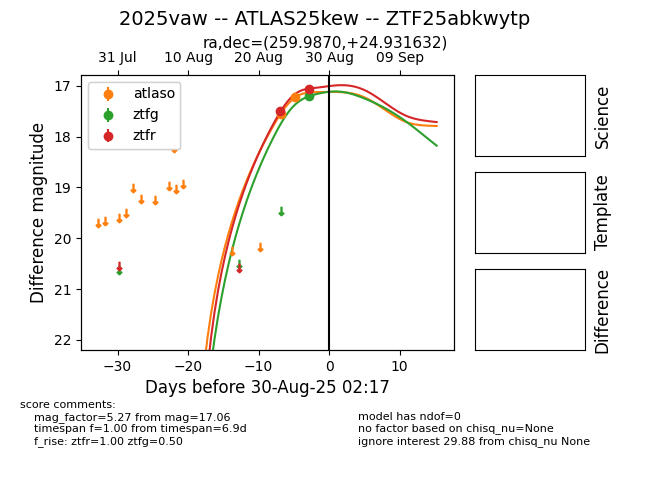 2025vaw -- ATLAS25kew -- ZTF25abkwytp
ra,dec=(259.9870,+24.931632)
31 Jul 10 Aug 20 Aug 30 Aug 09 Sep
atlaso
ztfg
ztfr
17
18
19
20
21
22
Difference magnitude
−30 −20 −10 0 10
Days before 30-Aug-25 02:17
Science
Template
Difference
score comments:
mag_factor=5.27 from mag=17.06
timespan f=1.00 from timespan=6.9d
f_rise: ztfr=1.00 ztfg=0.50
model has ndof=0
no factor based on chisq_nu=None
ignore interest 29.88 from chisq_nu None